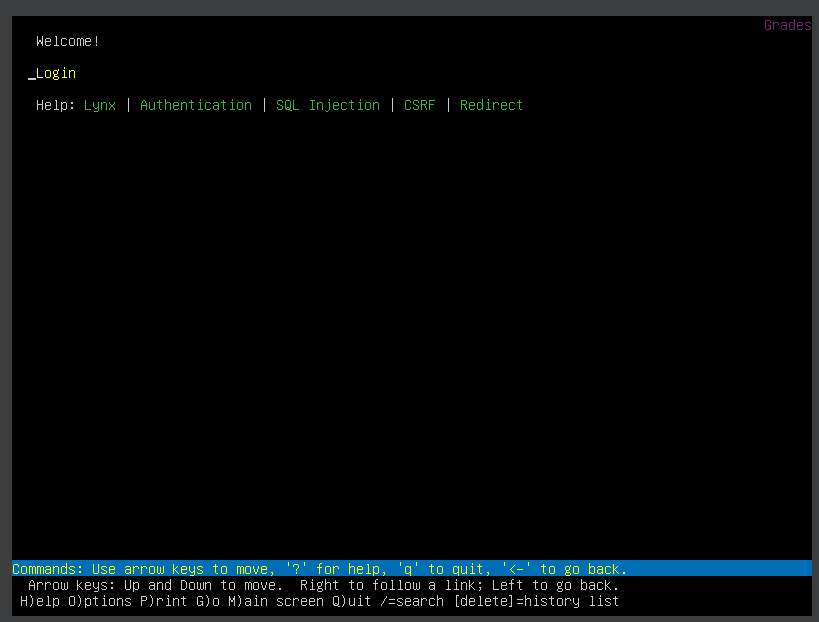 Grades
Welcome!
_Login
Help: Lynx | Authentication | SQL Injection | CSRF | Redirect
Commands: Use arrow keys to move, '?' for help, 'q' to quit, '<-' to go back.
Arrow keys: Up and Down to move.  Right to follow a link; Left to go back.
H)elp O)ptions P)rint G)o M)ain screen Q)uit /=search [delete]=history list